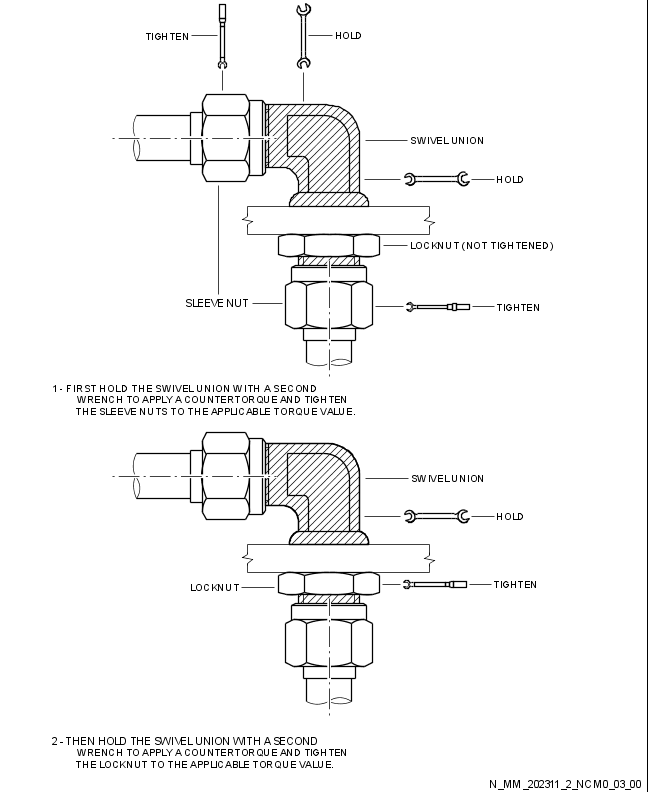 TIGHTEN
HOLD
SWIVEL UNION
HOLD
LOCKNUT (NOT TIGHTENED)
SLEEVE NUT
TIGHTEN
1 - FIRST HOLD THE SWIVEL UNION WITH A SECOND
WRENCH TO APPLY A COUNTERTORQUE AND TIGHTEN
THE SLEEVE NUTS TO THE APPLICABLE TORQUE VALUE.
SWIVEL UNION
HOLD
LOCKNUT
TIGHTEN
2 - THEN HOLD THE SWIVEL UNION WITH A SECOND
WRENCH TO APPLY A COUNTERTORQUE AND TIGHTEN
THE LOCKNUT TO THE APPLICABLE TORQUE VALUE.
N_MM_202311_2_NCM0_03_00